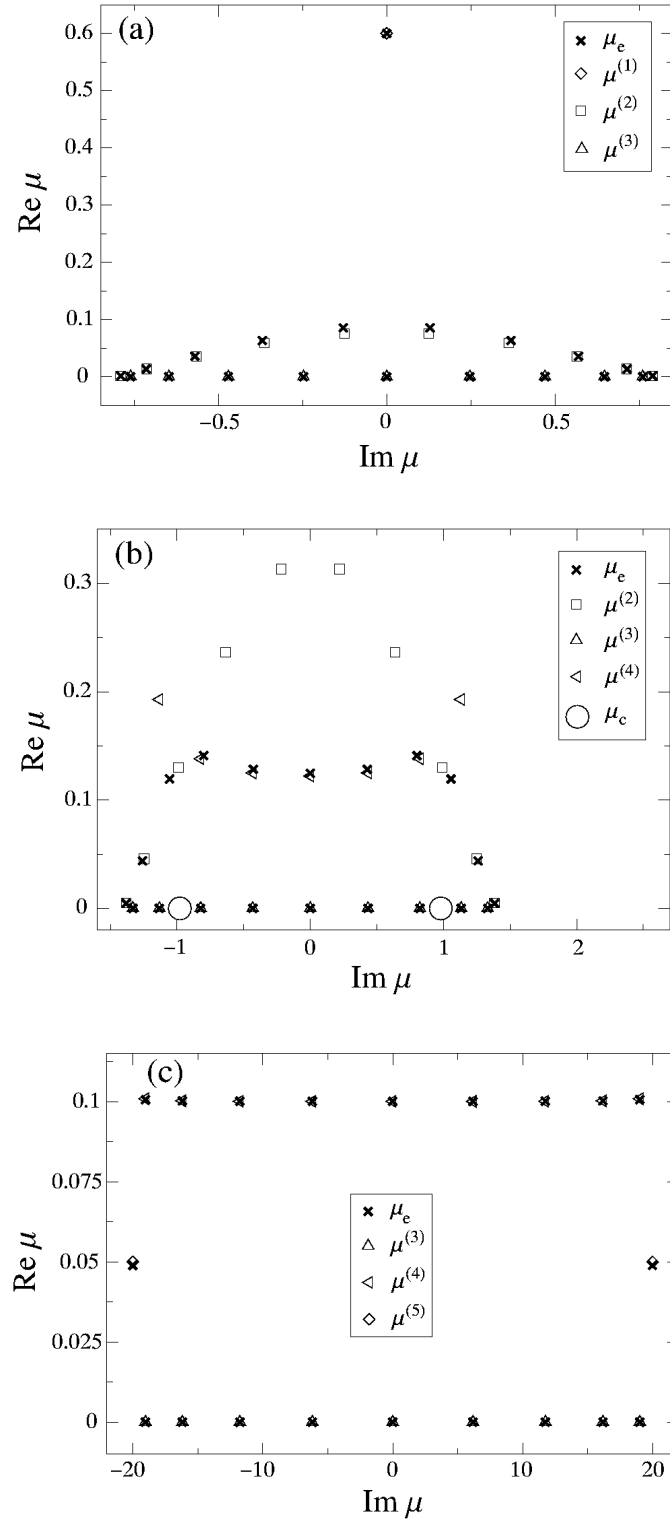 (a)
0.6
0.5
0.4
0.3
0.2
0.1
0
Re μ
μₑ
μ⁽¹⁾
μ⁽²⁾
μ⁽³⁾
−0.5
0
0.5
Im μ
(b)
0.3
0.2
0.1
0
Re μ
μₑ
μ⁽²⁾
μ⁽³⁾
μ⁽⁴⁾
μ_c
−1
0
1
2
Im μ
(c)
0.1
0.075
0.05
0.025
0
Re μ
μₑ
μ⁽³⁾
μ⁽⁴⁾
μ⁽⁵⁾
−20
−10
0
10
20
Im μ